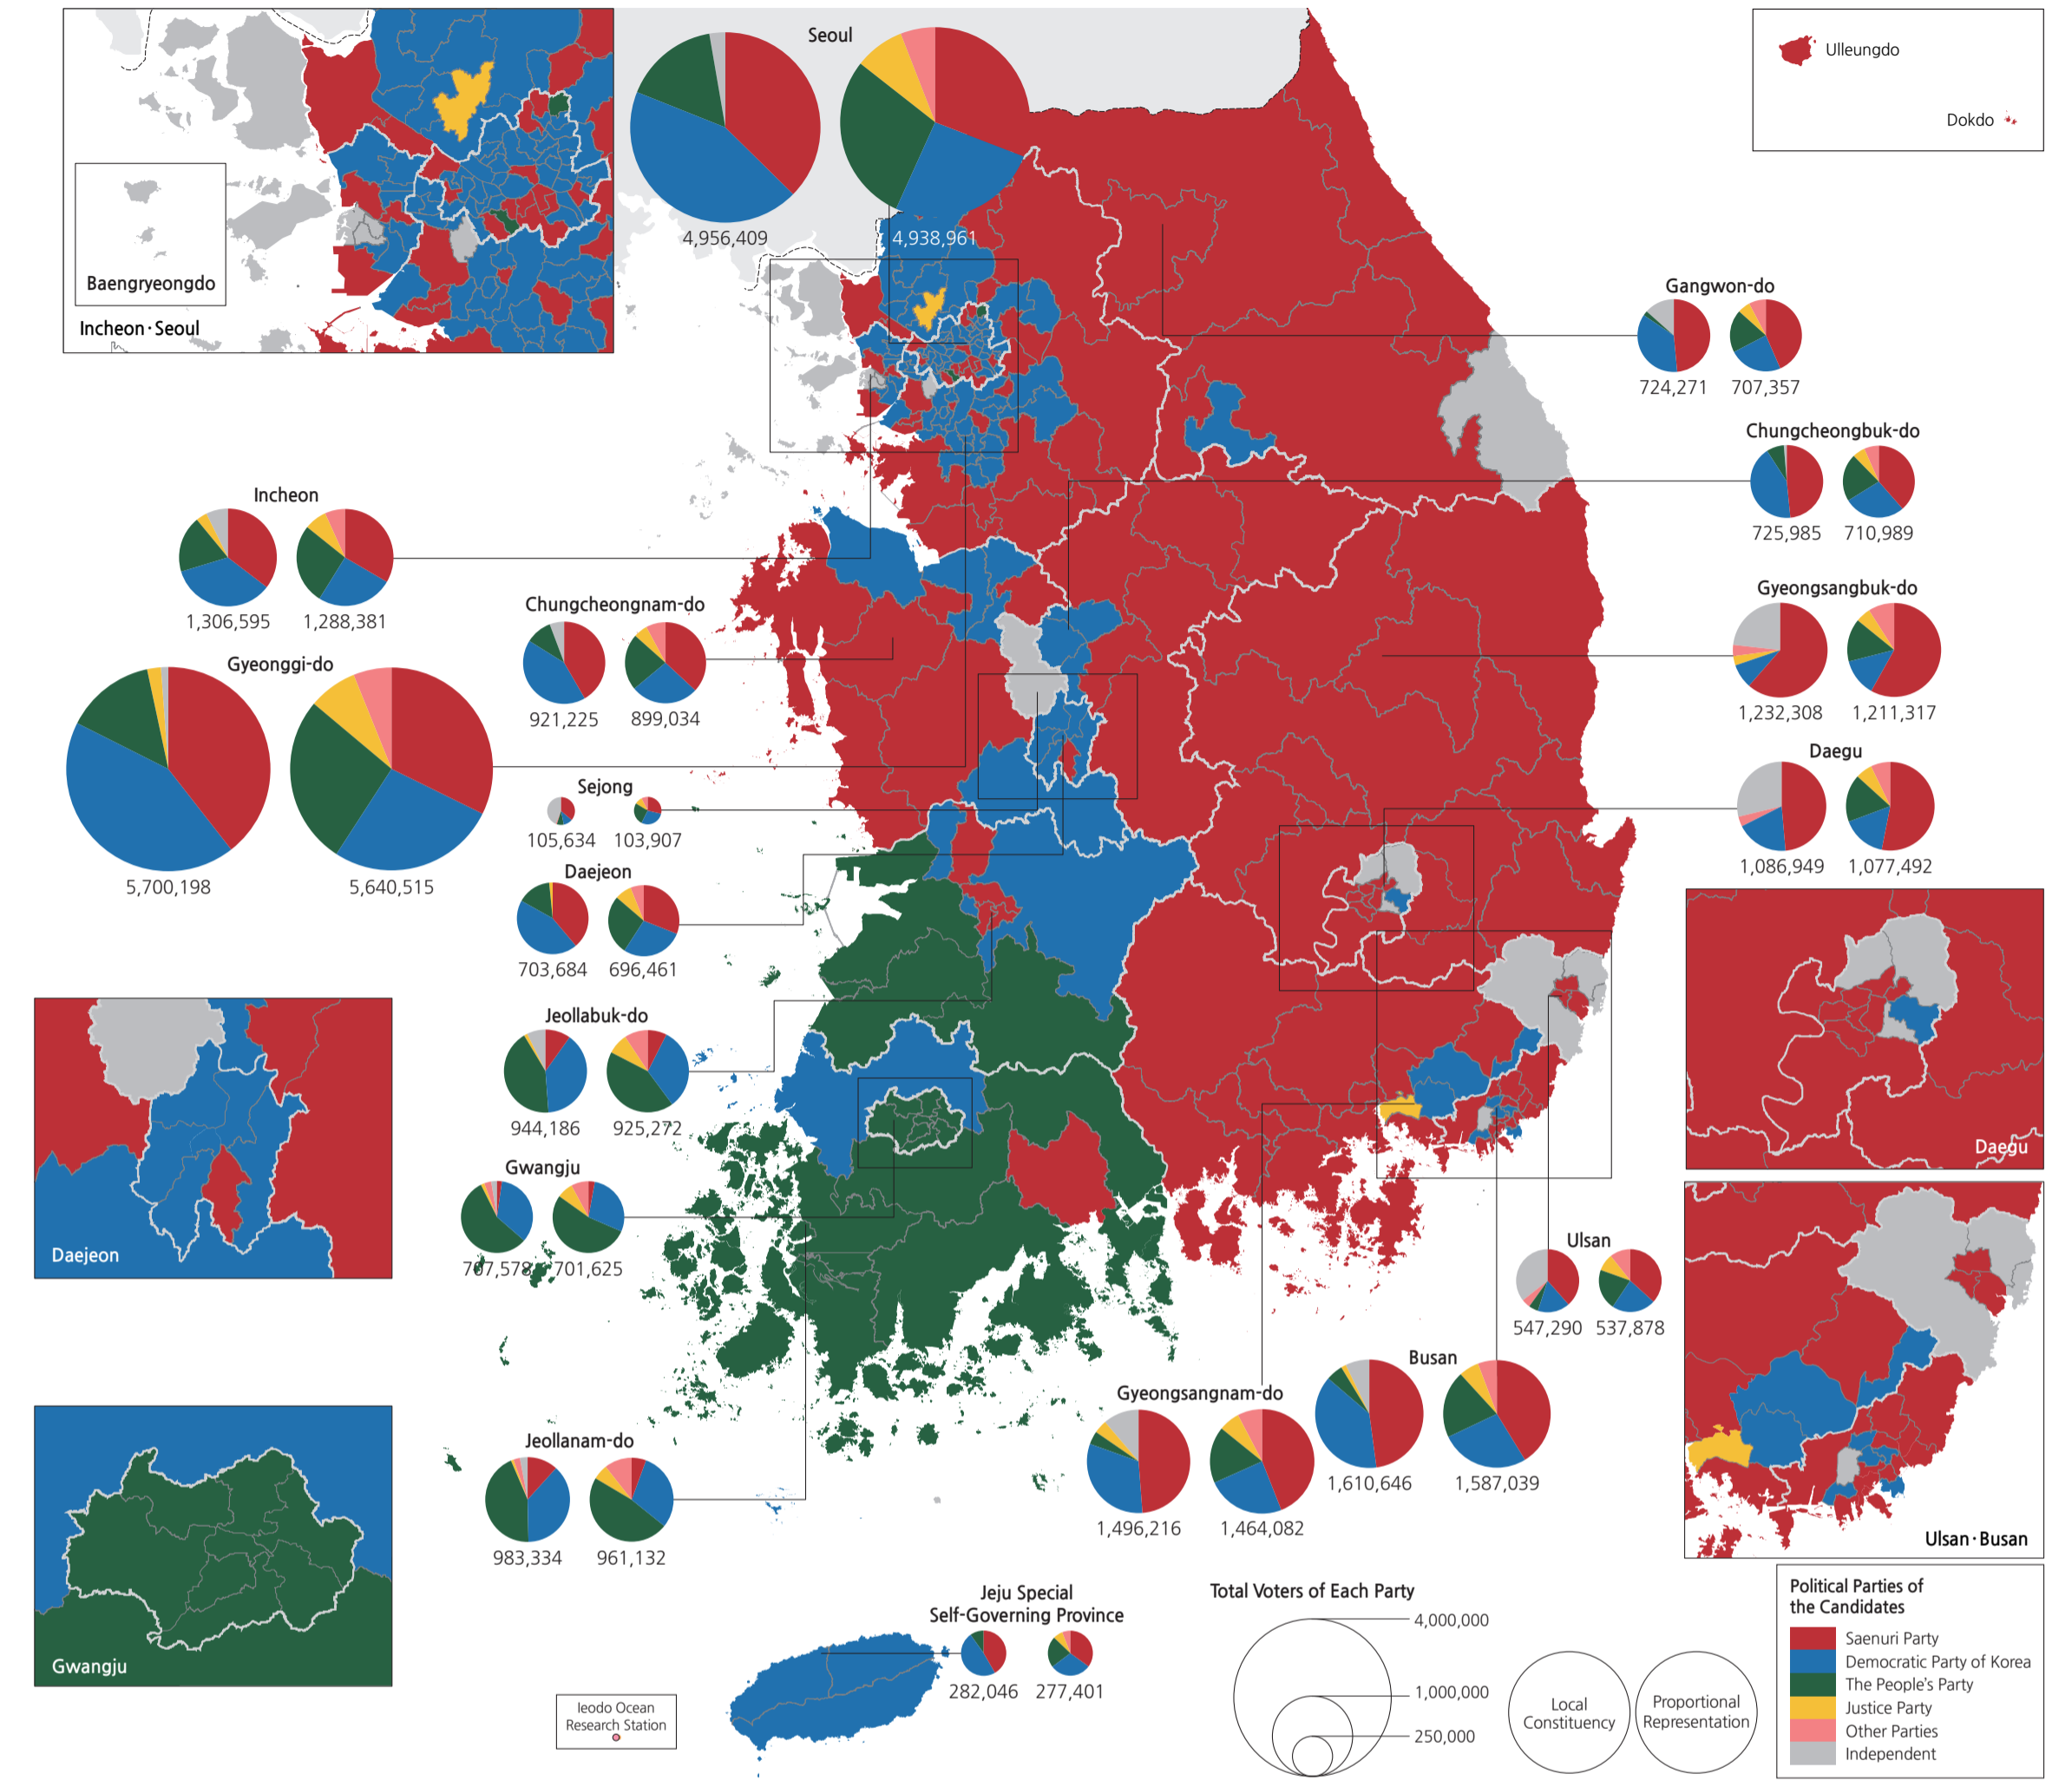 Seoul
4,956,409
4,938,961
Baengryeongdo
Incheon · Seoul
Ulleungdo
Dokdo
Gangwon-do
724,271
707,357
Chungcheongbuk-do
725,985
710,989
Incheon
1,306,595
1,288,381
Chungcheongnam-do
921,225
899,034
Gyeongsangbuk-do
1,232,308
1,211,317
Gyeonggi-do
5,700,198
5,640,515
Sejong
105,634
103,907
Daegu
1,086,949
1,077,492
Daejeon
703,684
696,461
Jeollabuk-do
944,186
925,272
Gwangju
707,578
701,625
Daejeon
Daegu
Ulsan
547,290
537,878
Busan
1,610,646
1,587,039
Gyeongsangnam-do
1,496,216
1,464,082
Jeollanam-do
983,334
961,132
Ulsan · Busan
Gwangju
Jeju Special
Self-Governing Province
282,046
277,401
Ieodo Ocean
Research Station
Total Voters of Each Party
4,000,000
1,000,000
250,000
Local
Constituency
Proportional
Representation
Political Parties of
the Candidates
Saenuri Party
Democratic Party of Korea
The People's Party
Justice Party
Other Parties
Independent